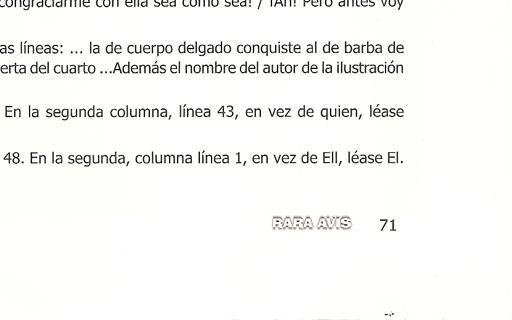 congraciarme con ella sea como sea! / ¡Ah! Pero antes voy
as líneas: ... la de cuerpo delgado conquiste al de barba de
erta del cuarto ...Además el nombre del autor de la ilustración
En la segunda columna, línea 43, en vez de quien, léase
48. En la segunda, columna línea 1, en vez de Ell, léase El.
RARA AVIS 71